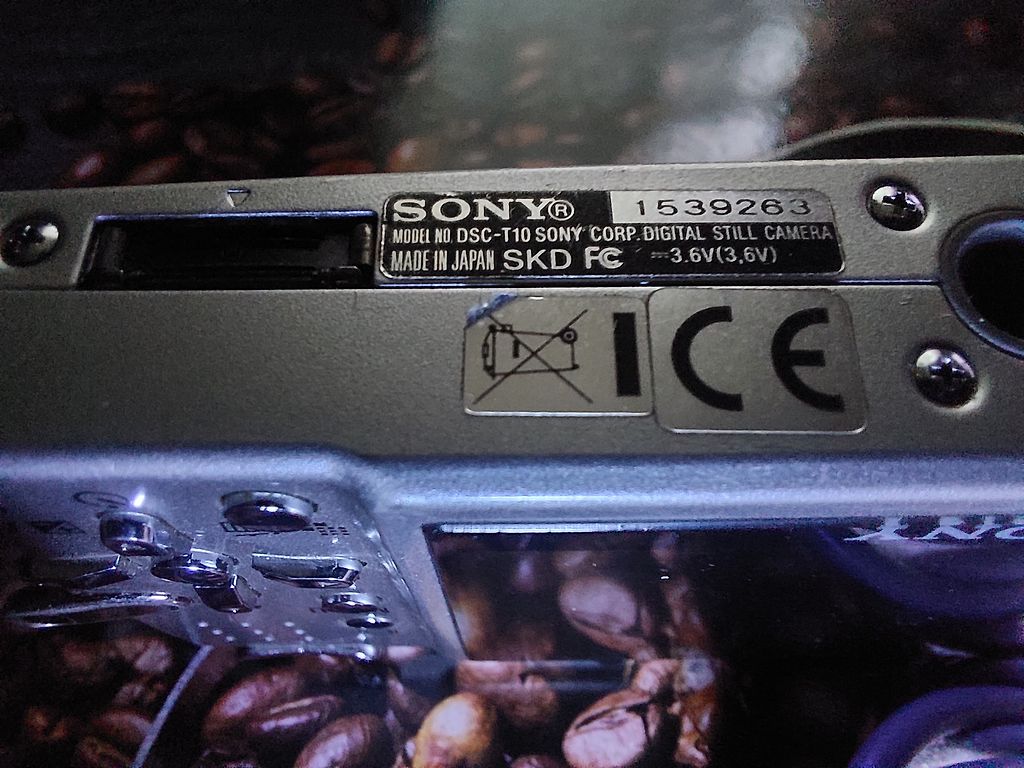 SONY® 1539263
MODEL NO. DSC-T10 SONY CORP. DIGITAL STILL CAMERA
MADE IN JAPAN SKD FC ⎓3.6V(3,6V)
CE
SONY